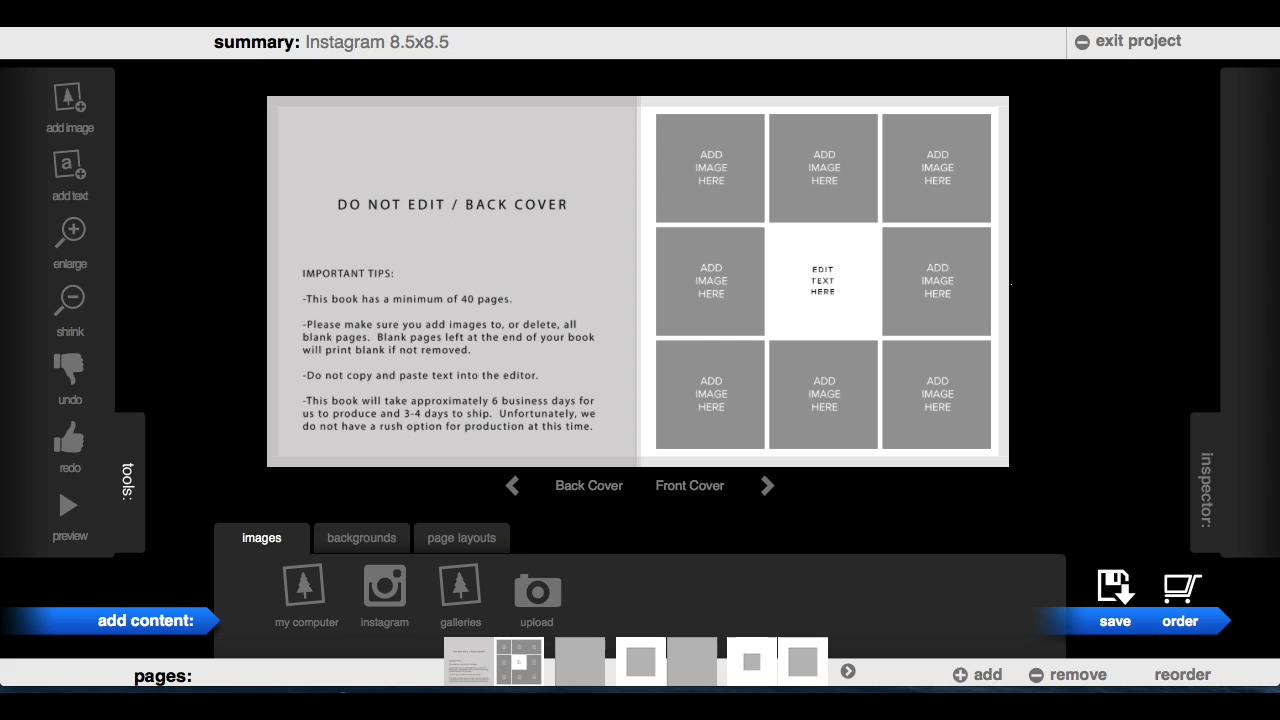 summary: Instagram 8.5x8.5
exit project
add image
add text
enlarge
shrink
undo
redo
preview
tools:
DO NOT EDIT / BACK COVER
IMPORTANT TIPS:
-This book has a minimum of 40 pages.
-Please make sure you add images to, or delete, all
blank pages. Blank pages left at the end of your book
will print blank if not removed.
-Do not copy and paste text into the editor.
-This book will take approximately 6 business days for
us to produce and 3-4 days to ship. Unfortunately, we
do not have a rush option for production at this time.
ADD
IMAGE
HERE
ADD
IMAGE
HERE
ADD
IMAGE
HERE
ADD
IMAGE
HERE
EDIT
TEXT
HERE
ADD
IMAGE
HERE
ADD
IMAGE
HERE
ADD
IMAGE
HERE
ADD
IMAGE
HERE
Back Cover
Front Cover
inspector:
images
backgrounds
page layouts
my computer
instagram
galleries
upload
add content:
save
order
pages:
add
remove
reorder